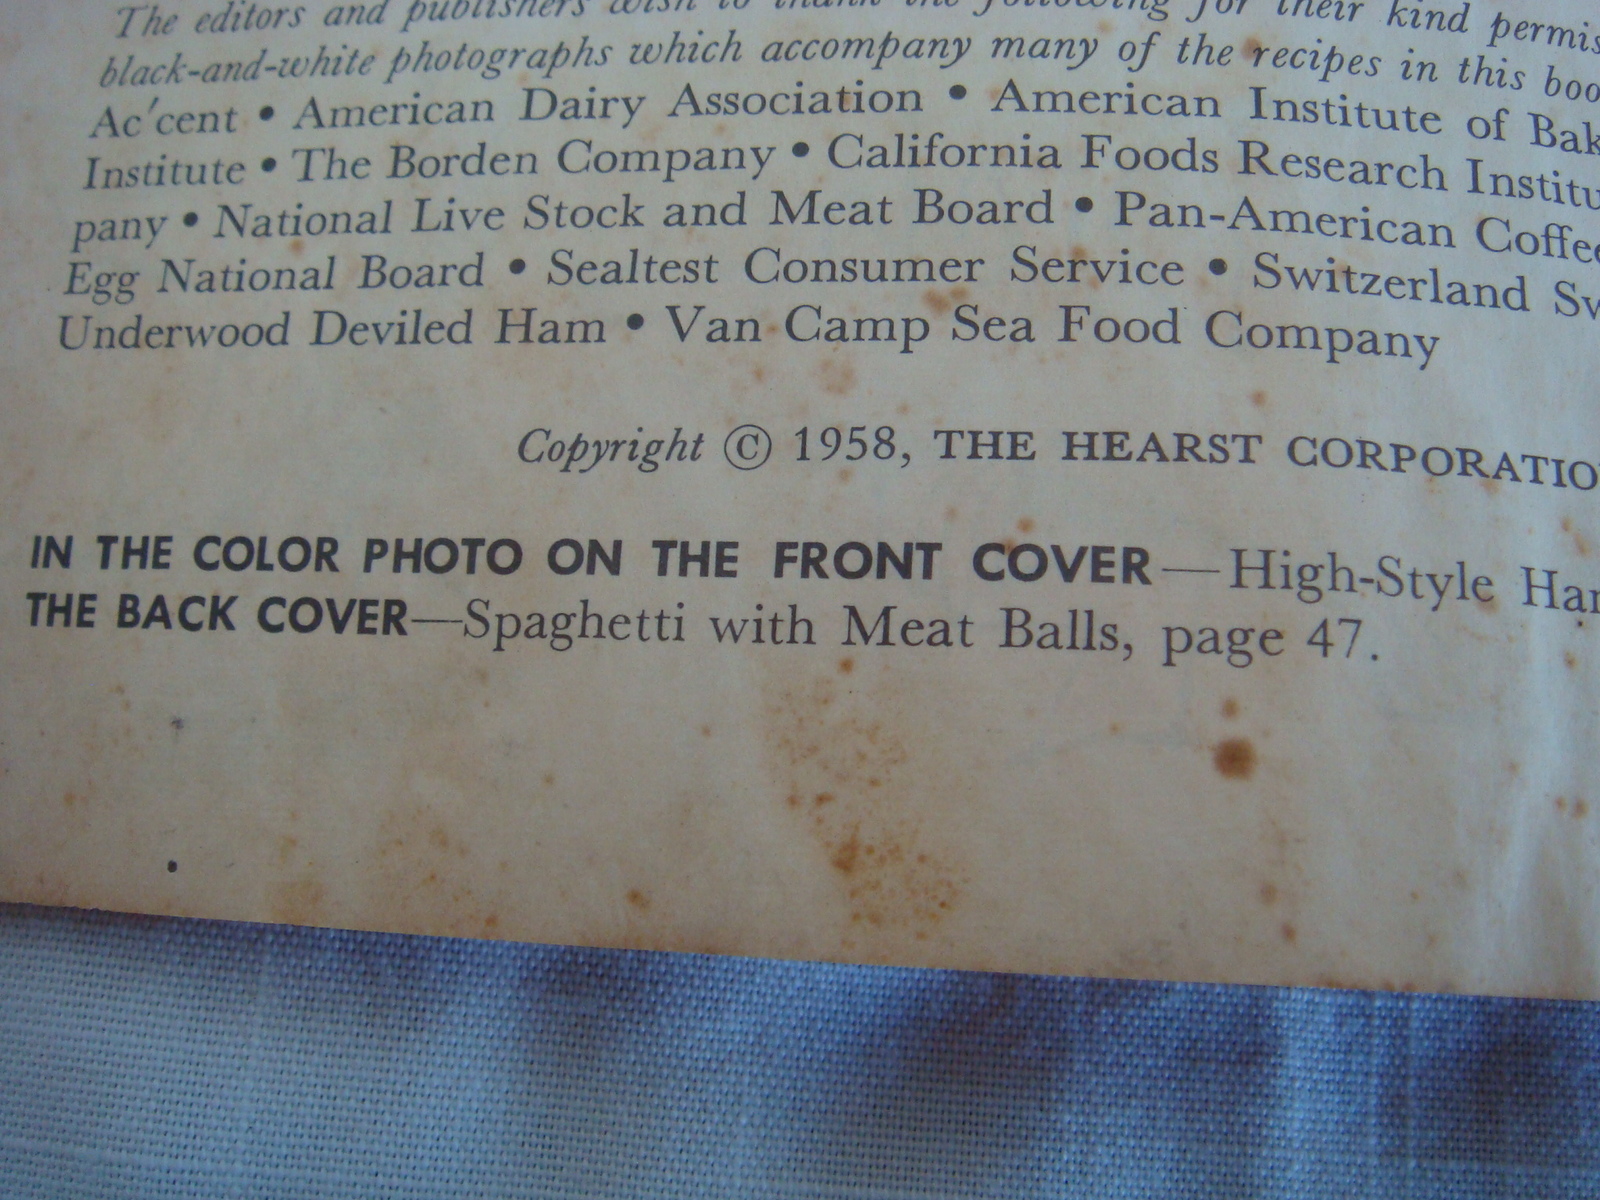 The editors and publishers wish to thank the following for their kind permis
black-and-white photographs which accompany many of the recipes in this boo
Ac'cent • American Dairy Association • American Institute of Bak
Institute • The Borden Company • California Foods Research Institu
pany • National Live Stock and Meat Board • Pan-American Coffee
Egg National Board • Sealtest Consumer Service • Switzerland Sw
Underwood Deviled Ham • Van Camp Sea Food Company
Copyright © 1958, THE HEARST CORPORATIO
IN THE COLOR PHOTO ON THE FRONT COVER—High-Style Ha
THE BACK COVER—Spaghetti with Meat Balls, page 47.